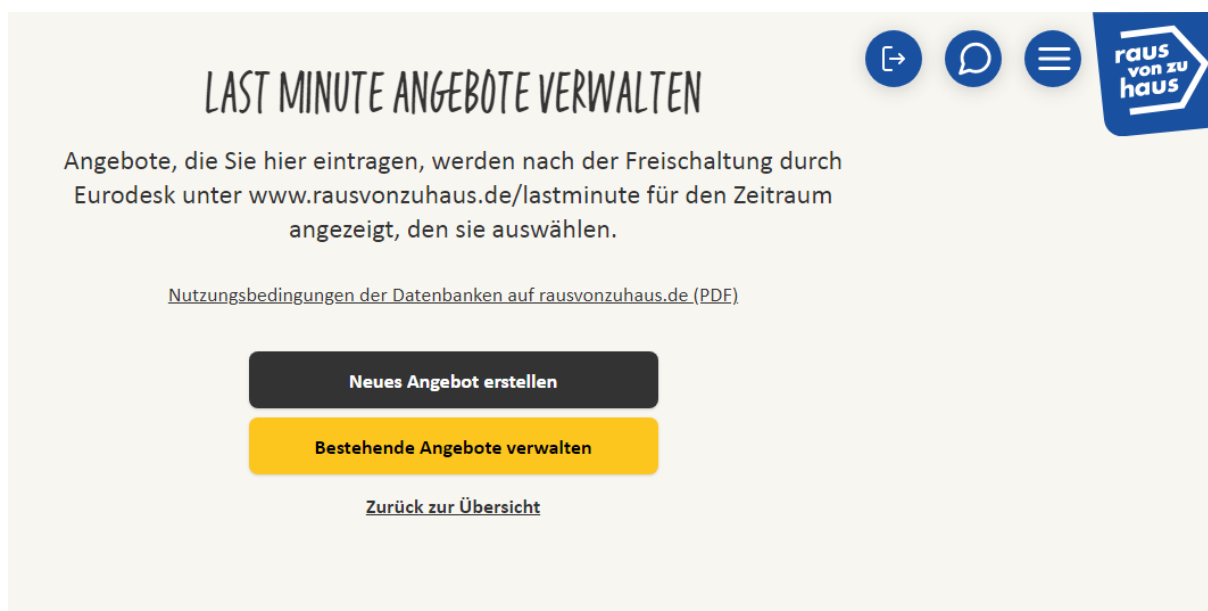 raus
von zu
haus
LAST MINUTE ANGEBOTE VERWALTEN
Angebote, die Sie hier eintragen, werden nach der Freischaltung durch
Eurodesk unter www.rausvonzuhaus.de/lastminute für den Zeitraum
angezeigt, den sie auswählen.
Nutzungsbedingungen der Datenbanken auf rausvonzuhaus.de (PDF)
Neues Angebot erstellen
Bestehende Angebote verwalten
Zurück zur Übersicht